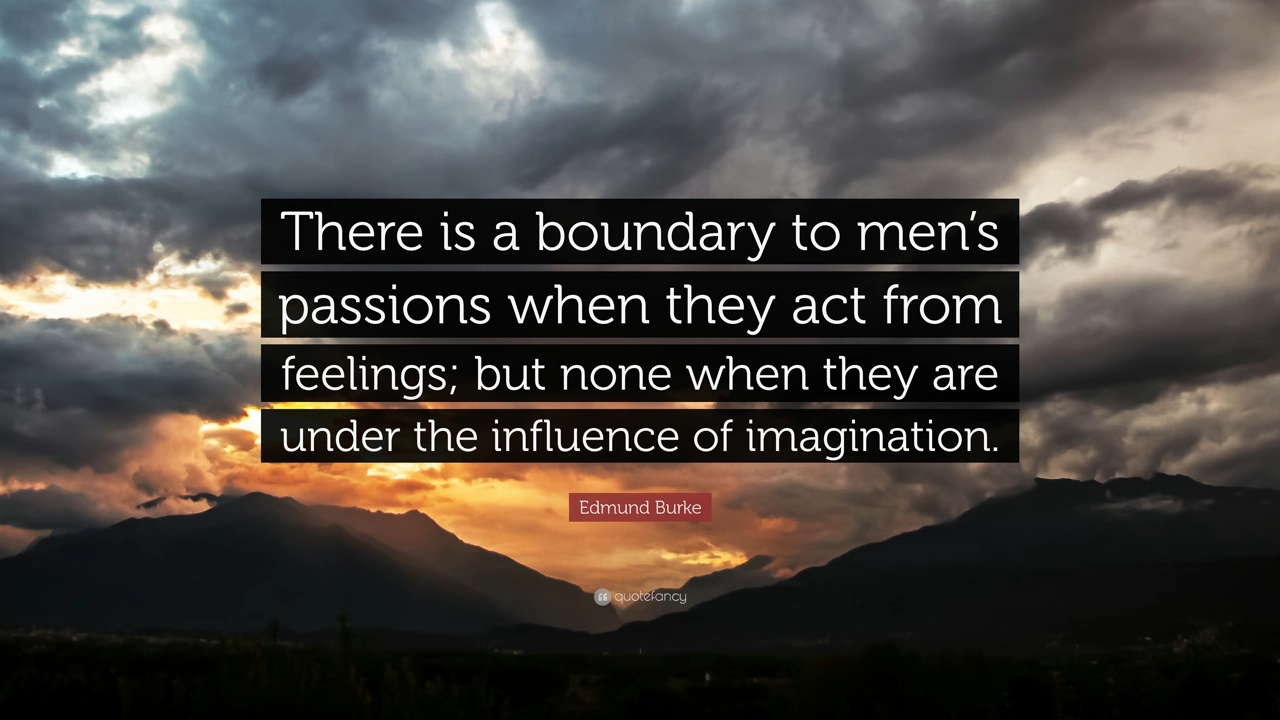 There is a boundary to men’s
passions when they act from
feelings; but none when they are
under the influence of imagination.
Edmund Burke
quotefancy